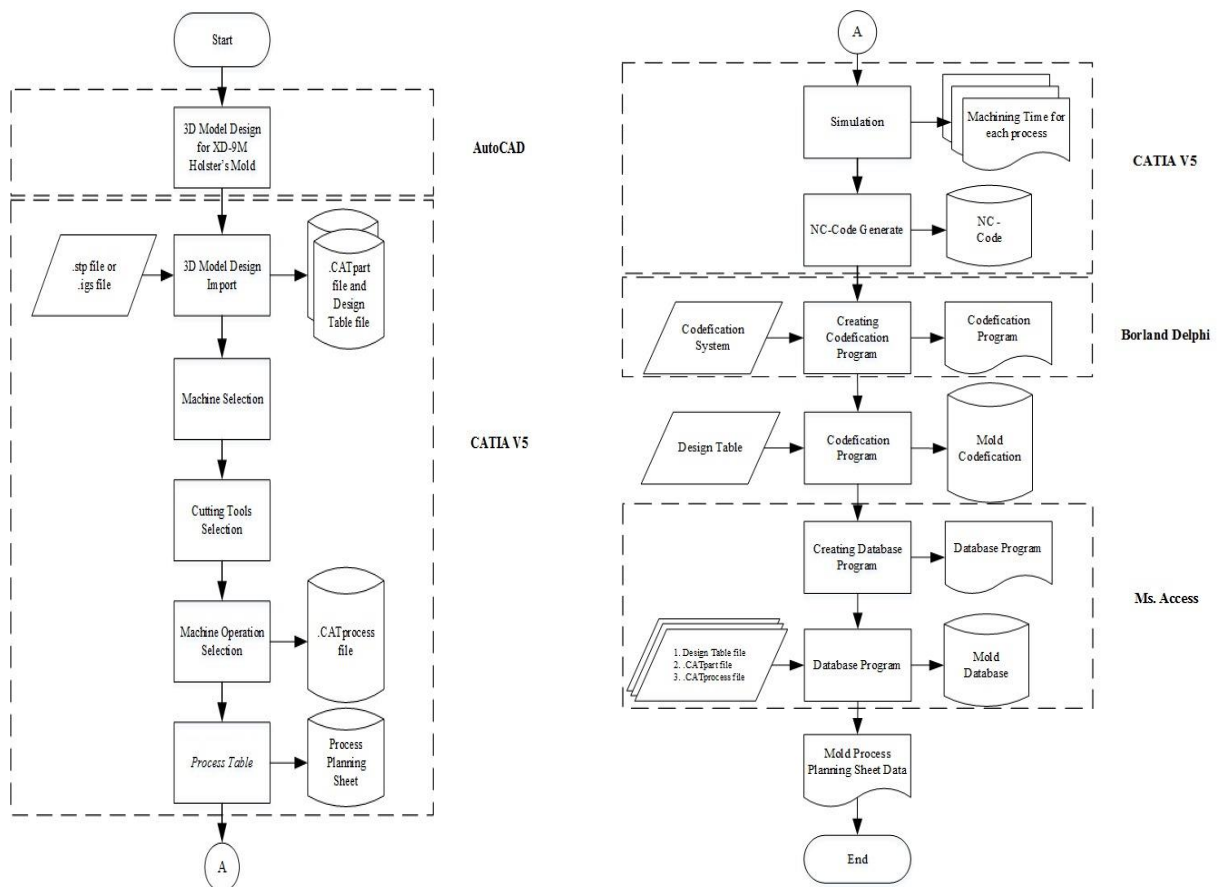 Start
3D Model Design
for XD-9M
Holster's Mold
AutoCAD
.stp file or
.igs file
3D Model Design
Import
.CATpart
file and
Design
Table file
Machine Selection
CATIA V5
Cutting Tools
Selection
Machine Operation
Selection
.CATprocess
file
Process Table
Process
Planning
Sheet
A
A
Simulation
Machining Time for
each process
CATIA V5
NC-Code Generate
NC -
Code
Codefication
System
Creating
Codefication
Program
Codefication
Program
Borland Delphi
Design Table
Codefication
Program
Mold
Codefication
Creating Database
Program
Database Program
Ms. Access
1. Design Table file
2. .CATpart file
3. .CATprocess file
Database Program
Mold
Database
Mold Process
Planning Sheet Data
End